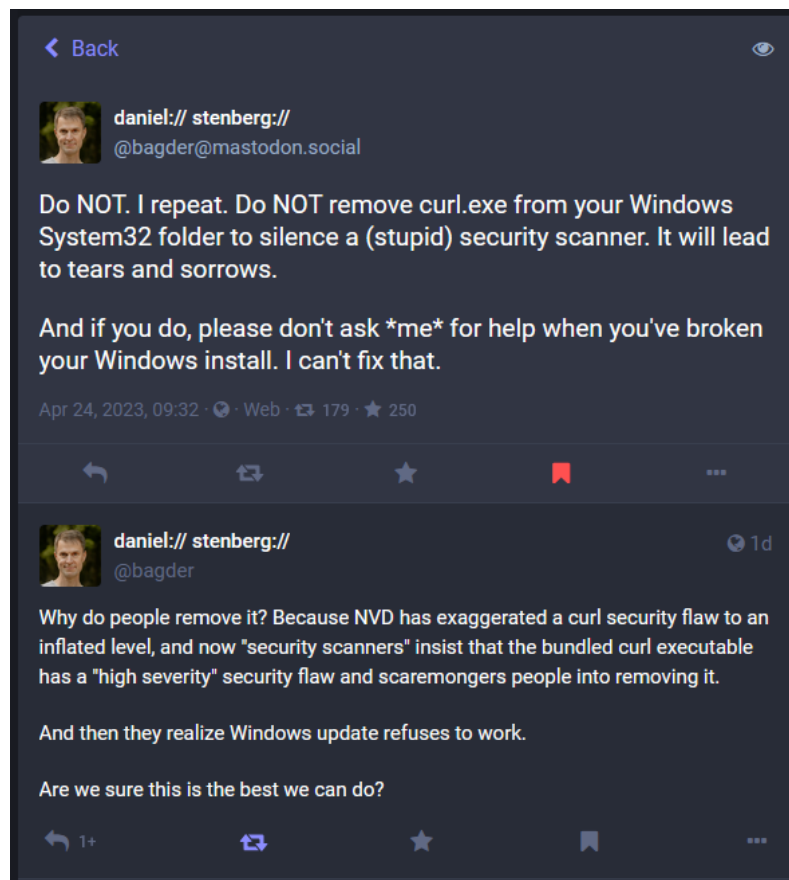 Back
daniel:// stenberg://
@bagder@mastodon.social
Do NOT. I repeat. Do NOT remove curl.exe from your Windows
System32 folder to silence a (stupid) security scanner. It will lead
to tears and sorrows.
And if you do, please don't ask *me* for help when you've broken
your Windows install. I can't fix that.
Apr 24, 2023, 09:32 · · Web · 179 · 250
daniel:// stenberg://
1d
@bagder
Why do people remove it? Because NVD has exaggerated a curl security flaw to an
inflated level, and now "security scanners" insist that the bundled curl executable
has a "high severity" security flaw and scaremongers people into removing it.
And then they realize Windows update refuses to work.
Are we sure this is the best we can do?
1+